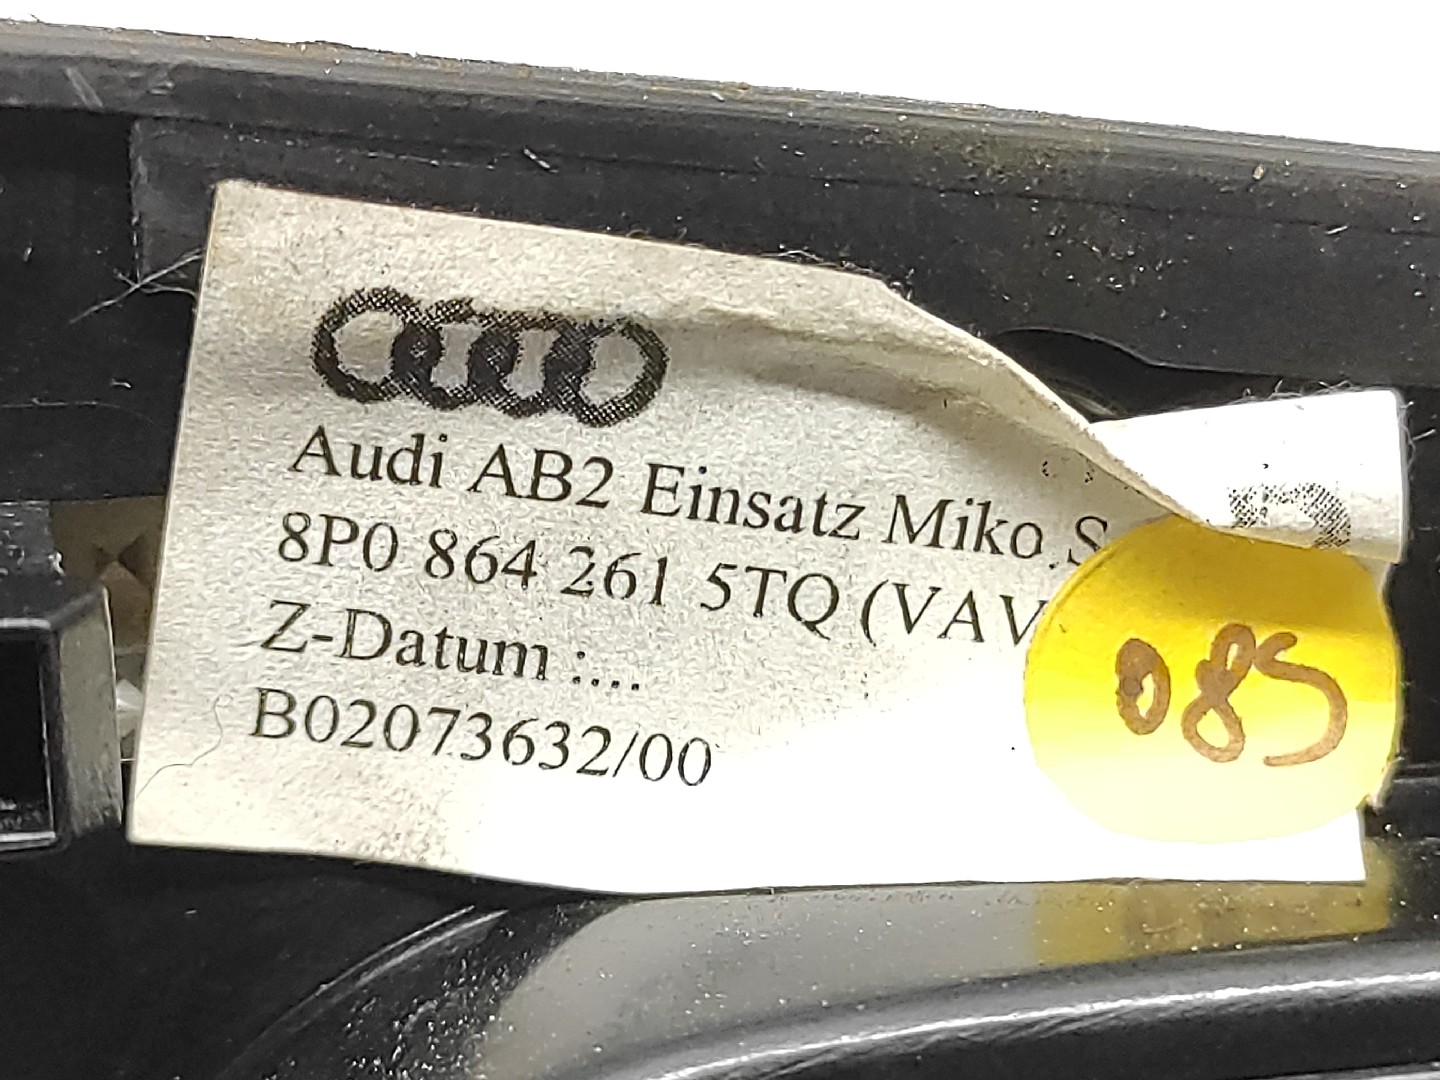 Audi AB2 Einsatz Miko.S
8P0 864 261 5TQ (VAV
Z-Datum :....
B02073632/00
085